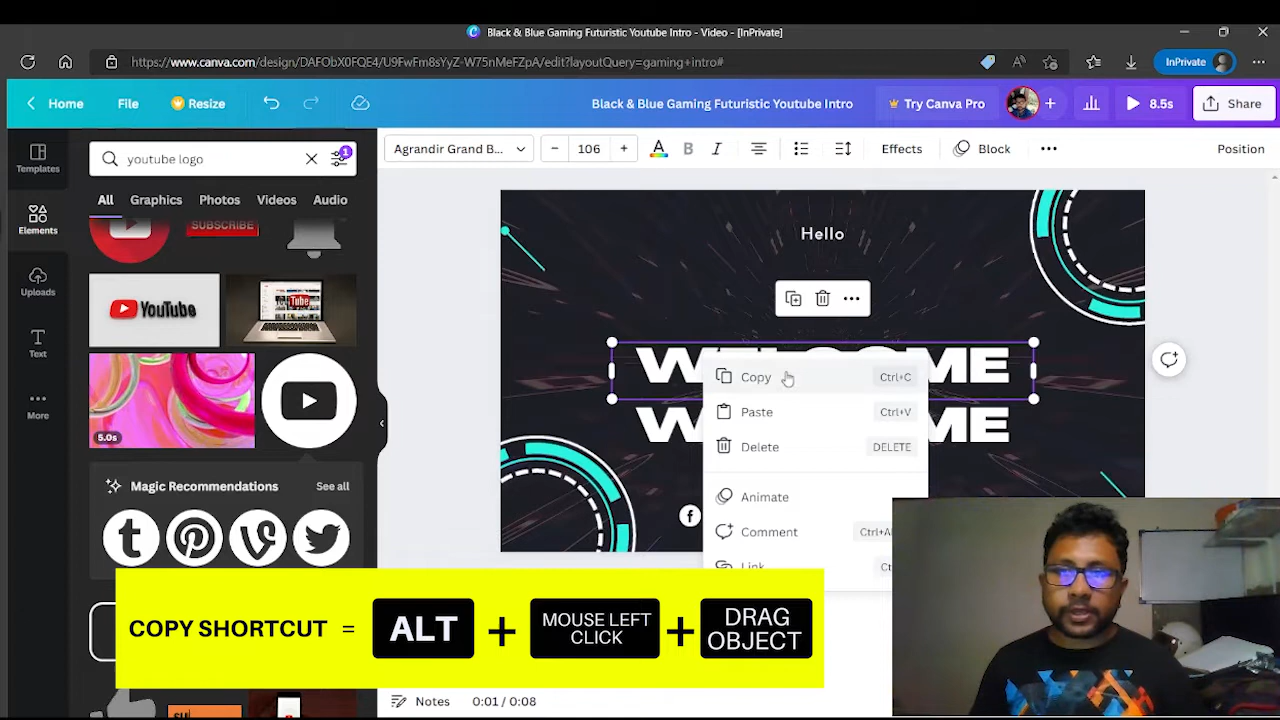 Black & Blue Gaming Futuristic Youtube Intro - Video - [InPrivate]
https://www.canva.com/design/DAFObX0FQE4/U9FwFm8sYyZ-W75nMeFZpA/edit?layoutQuery=gaming+intro#
InPrivate
Home
File
Resize
Black & Blue Gaming Futuristic Youtube Intro
Try Canva Pro
8.5s
Share
Templates
Elements
Uploads
Text
More
youtube logo
1
All
Graphics
Photos
Videos
Audio
SUBSCRIBE
YouTube
Tube
5.0s
Magic Recommendations
See all
Agrandir Grand B...
106
A
B
I
Effects
Block
Position
Hello
WELCOME
WELCOME
Copy
Ctrl+C
Paste
Ctrl+V
Delete
DELETE
Animate
Comment
Link
COPY SHORTCUT = ALT + MOUSE LEFT CLICK + DRAG OBJECT
Notes
0:01 / 0:08